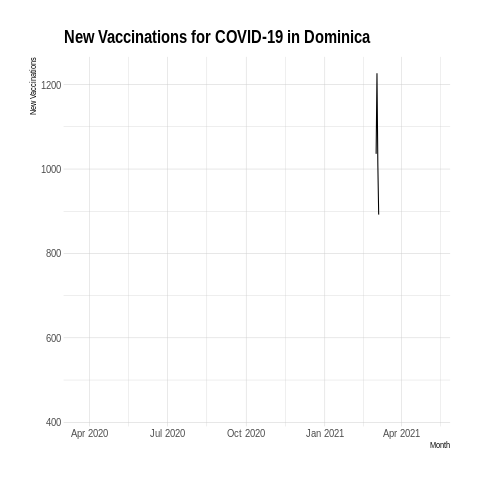 New Vaccinations for COVID-19 in Dominica
New Vaccinations
1200
1000
800
600
400
Apr 2020 Jul 2020 Oct 2020 Jan 2021 Apr 2021
Month